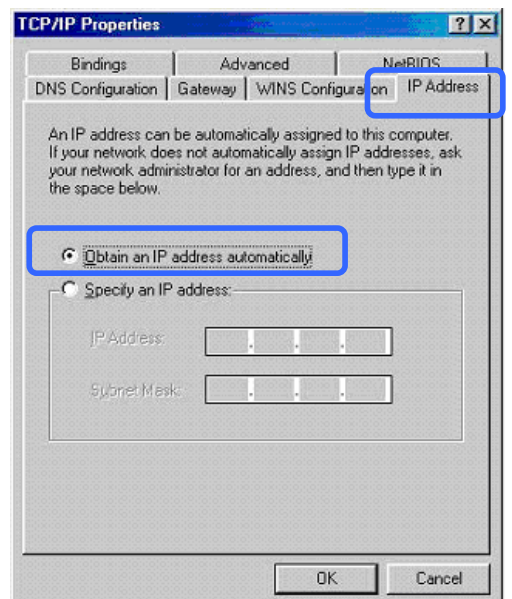 TCP/IP Properties
Bindings
Advanced
NetBIOS
DNS Configuration
Gateway
WINS Configuration
IP Address
An IP address can be automatically assigned to this computer.
If your network does not automatically assign IP addresses, ask
your network administrator for an address, and then type it in
the space below.
Obtain an IP address automatically
Specify an IP address:
IP Address:
Subnet Mask:
OK
Cancel